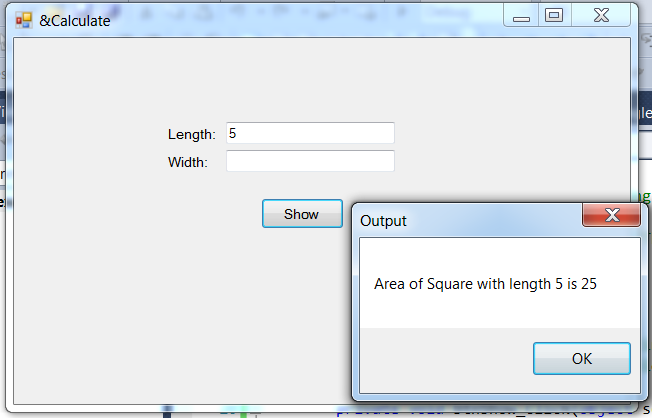 &Calculate
Length: 5
Width:
Show
Output
Area of Square with length 5 is 25
OK